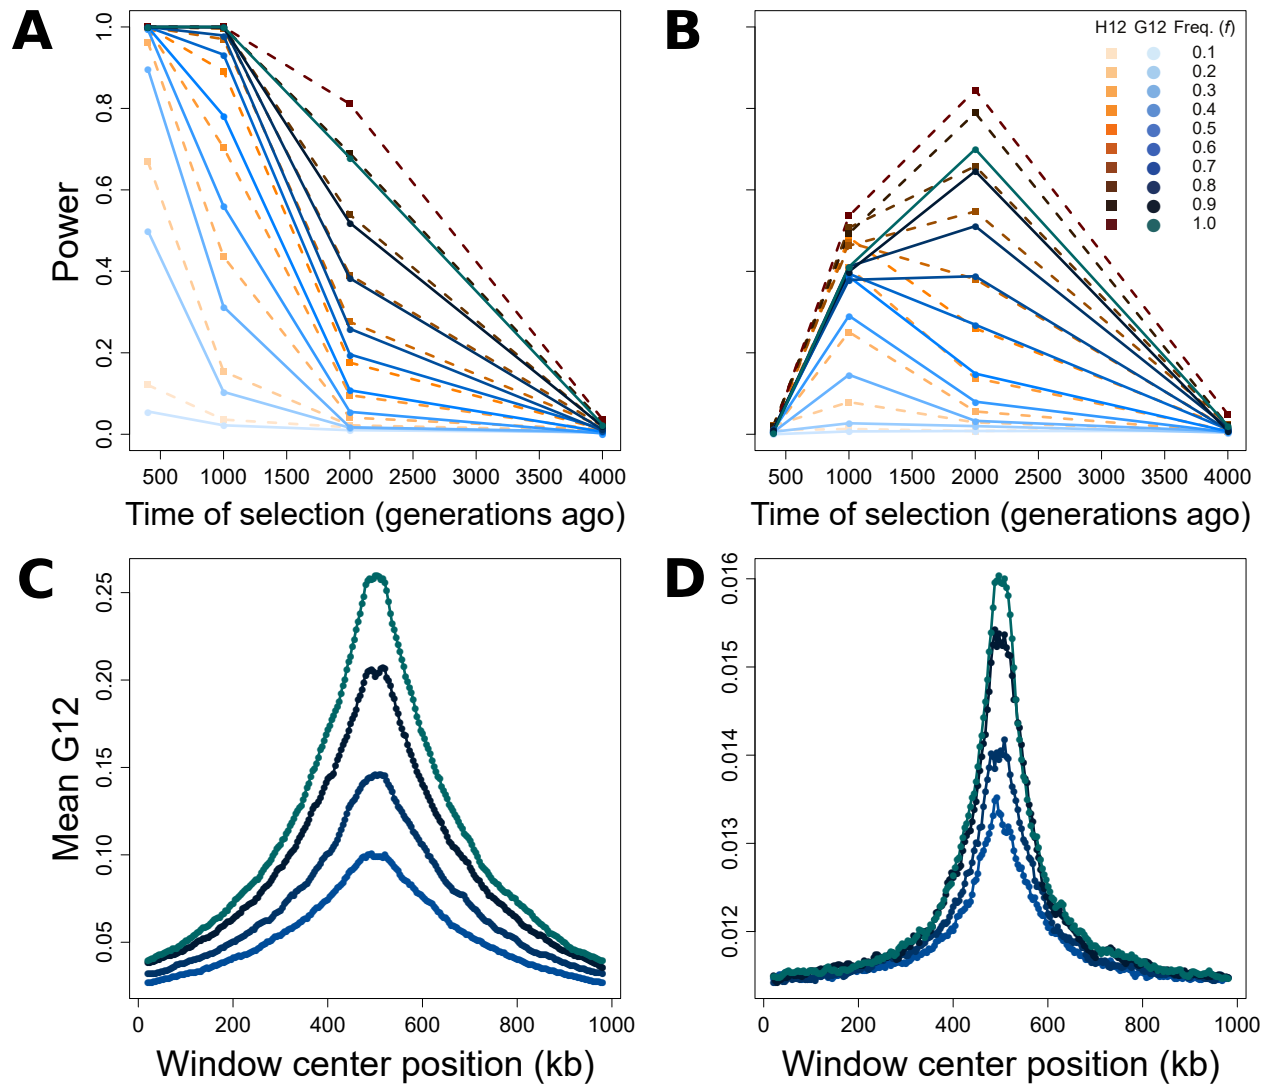 A
Power
1.0
0.8
0.6
0.4
0.2
0.0
500 1000 1500 2000 2500 3000 3500 4000
Time of selection (generations ago)
B
H12 G12 Freq. (f)
0.1
0.2
0.3
0.4
0.5
0.6
0.7
0.8
0.9
1.0
500 1000 1500 2000 2500 3000 3500 4000
Time of selection (generations ago)
C
Mean G12
0.25
0.20
0.15
0.10
0.05
0 200 400 600 800 1000
Window center position (kb)
D
0.016
0.015
0.014
0.013
0.012
0 200 400 600 800 1000
Window center position (kb)